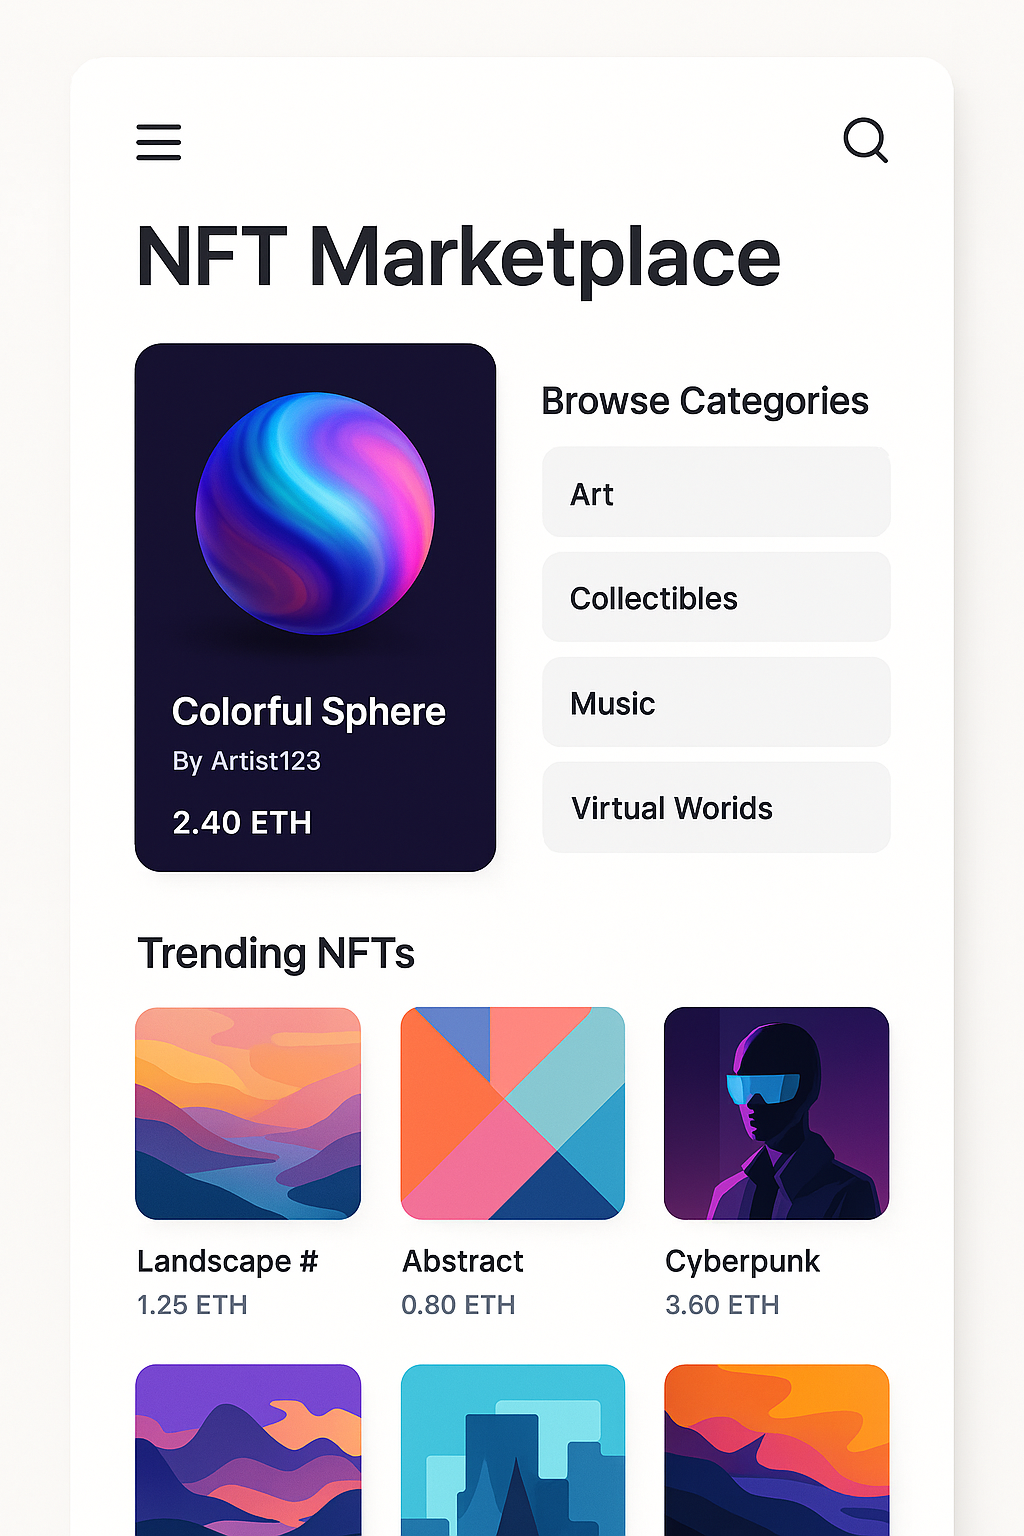 NFT Marketplace
Colorful Sphere
By Artist123
2.40 ETH
Browse Categories
Art
Collectibles
Music
Virtual Worids
Trending NFTs
Landscape #
1.25 ETH
Abstract
0.80 ETH
Cyberpunk
3.60 ETH